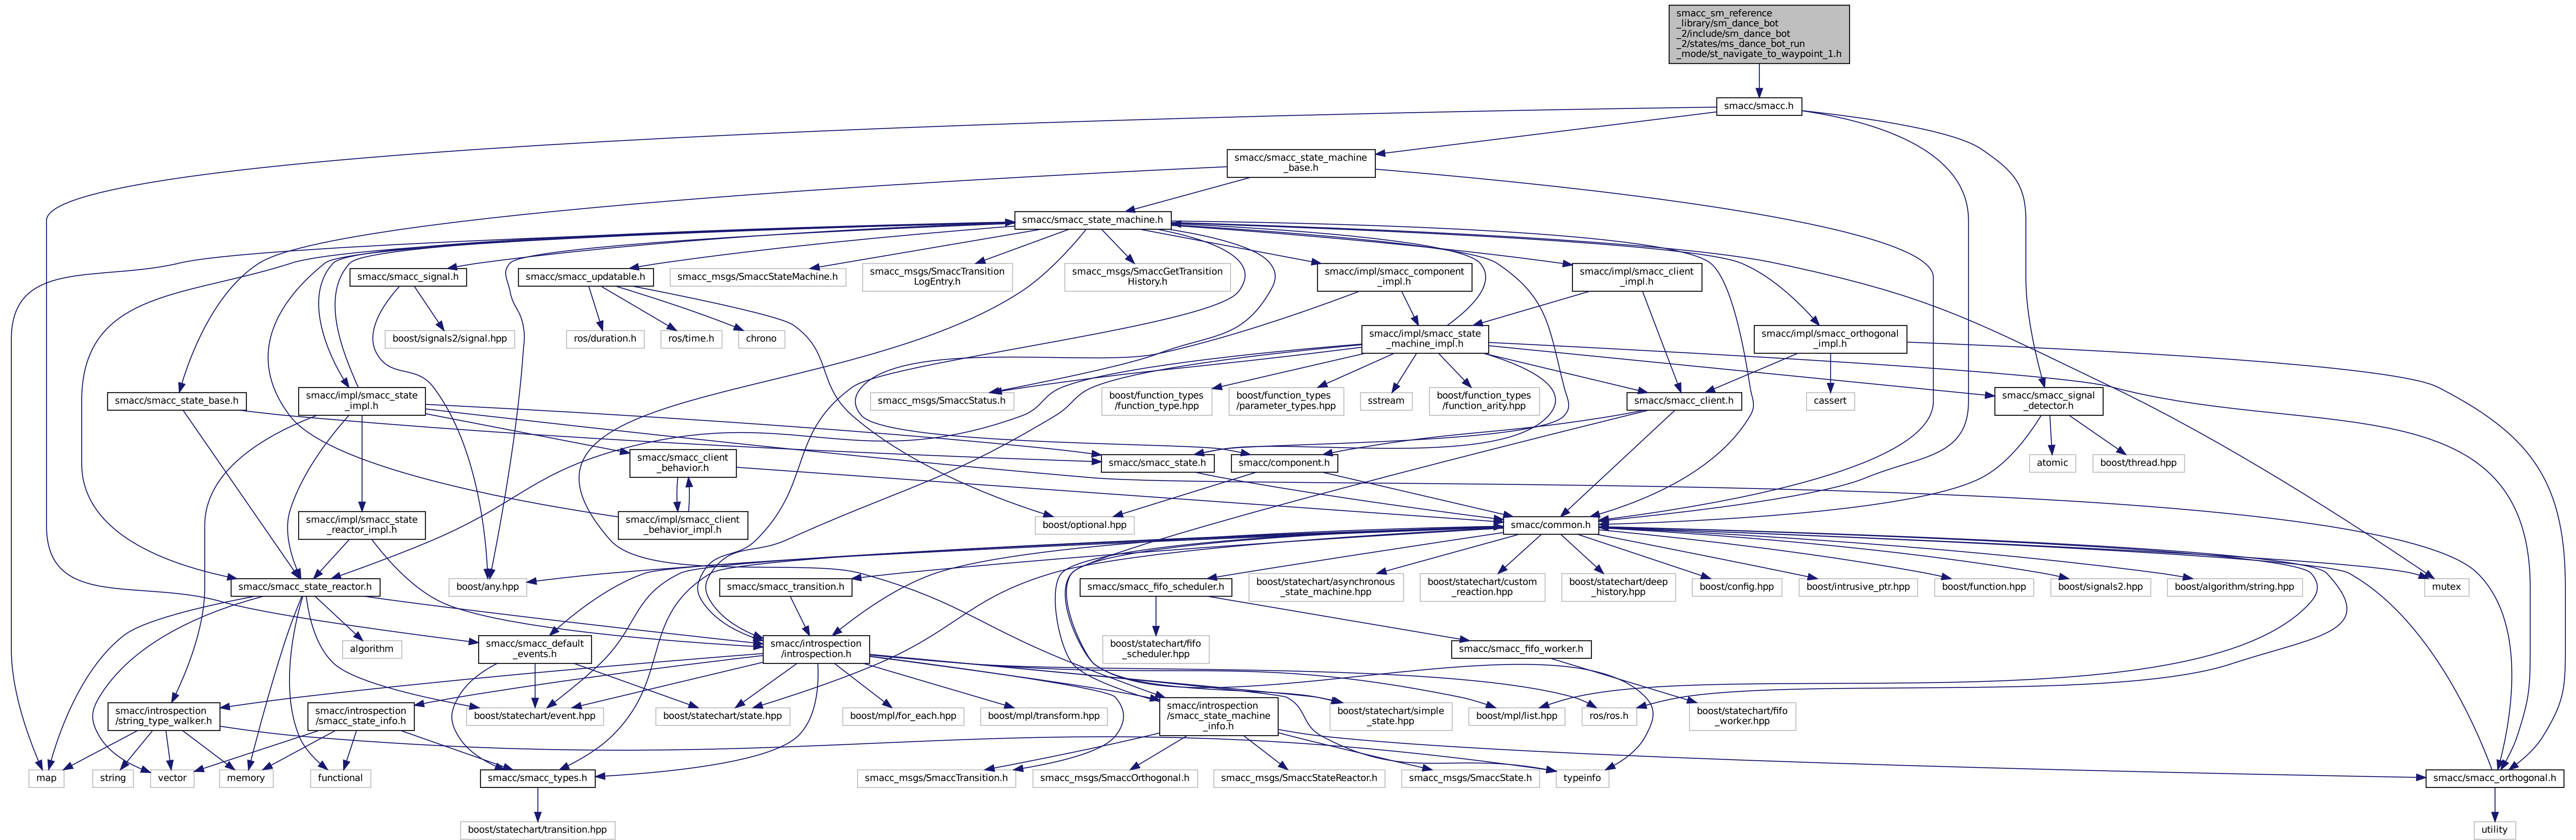 smacc_sm_reference
_library/sm_dance_bot
_2/include/sm_dance_bot
_2/states/ms_dance_bot_run
_mode/st_navigate_to_waypoint_1.h
smacc/smacc.h
smacc/smacc_state_machine
_base.h
smacc/smacc_state_machine.h
smacc/smacc_signal.h
smacc/smacc_updatable.h
smacc_msgs/SmaccStateMachine.h
smacc_msgs/SmaccTransition
LogEntry.h
smacc_msgs/SmaccGetTransition
History.h
smacc/impl/smacc_component
_impl.h
smacc/impl/smacc_client
_impl.h
boost/signals2/signal.hpp
ros/duration.h
ros/time.h
chrono
smacc/impl/smacc_state
_machine_impl.h
smacc/impl/smacc_orthogonal
_impl.h
smacc/smacc_state_base.h
smacc/impl/smacc_state
_impl.h
smacc_msgs/SmaccStatus.h
boost/function_types
/function_type.hpp
boost/function_types
/parameter_types.hpp
sstream
boost/function_types
/function_arity.hpp
smacc/smacc_client.h
cassert
smacc/smacc_signal
_detector.h
smacc/smacc_client
_behavior.h
smacc/smacc_state.h
smacc/component.h
atomic
boost/thread.hpp
smacc/impl/smacc_state
_reactor_impl.h
smacc/impl/smacc_client
_behavior_impl.h
boost/optional.hpp
smacc/common.h
smacc/smacc_state_reactor.h
boost/any.hpp
smacc/smacc_transition.h
smacc/smacc_fifo_scheduler.h
boost/statechart/asynchronous
_state_machine.hpp
boost/statechart/custom
_reaction.hpp
boost/statechart/deep
_history.hpp
boost/config.hpp
boost/intrusive_ptr.hpp
boost/function.hpp
boost/signals2.hpp
boost/algorithm/string.hpp
mutex
algorithm
smacc/smacc_default
_events.h
smacc/introspection
/introspection.h
boost/statechart/fifo
_scheduler.hpp
smacc/smacc_fifo_worker.h
smacc/introspection
/string_type_walker.h
smacc/introspection
/smacc_state_info.h
boost/statechart/event.hpp
boost/statechart/state.hpp
boost/mpl/for_each.hpp
boost/mpl/transform.hpp
smacc/introspection
/smacc_state_machine
_info.h
boost/statechart/simple
_state.hpp
boost/mpl/list.hpp
ros/ros.h
boost/statechart/fifo
_worker.hpp
map
string
vector
memory
functional
smacc/smacc_types.h
smacc_msgs/SmaccTransition.h
smacc_msgs/SmaccOrthogonal.h
smacc_msgs/SmaccStateReactor.h
smacc_msgs/SmaccState.h
typeinfo
smacc/smacc_orthogonal.h
boost/statechart/transition.hpp
utility